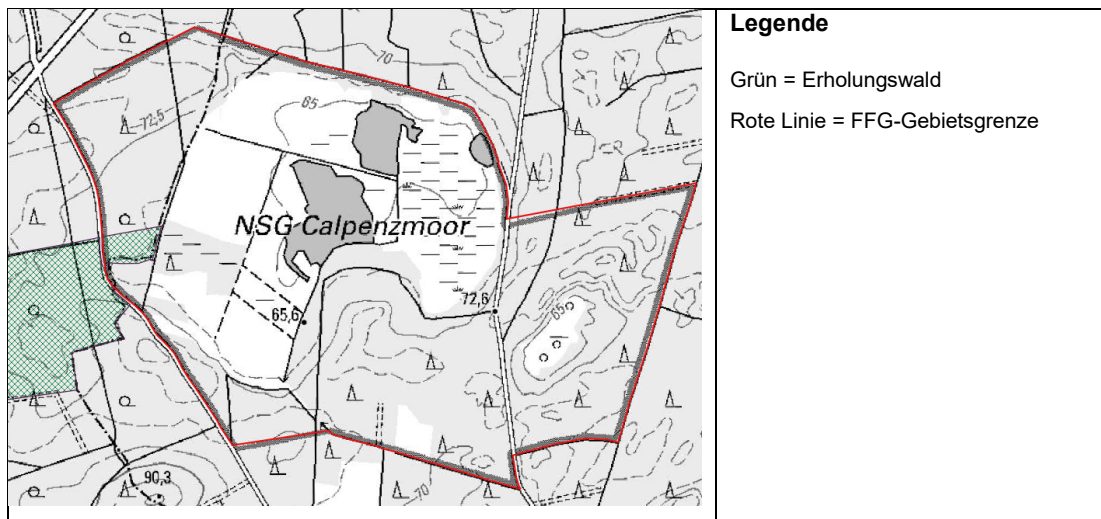 70
65
72,5
NSG Calpenzmoor
72,6
65,6
65
90,3
70
Legende
Grün = Erholungswald
Rote Linie = FFG-Gebietsgrenze